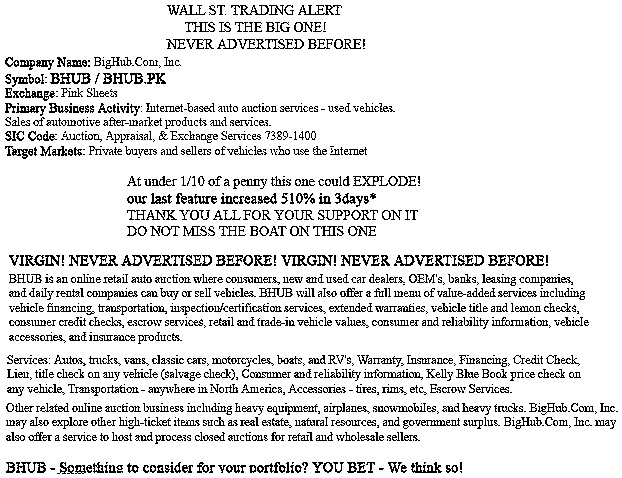 WALL ST. TRADING ALERT
THIS IS THE BIG ONE!
NEVER ADVERTISED BEFORE!
Company Name: BigHub.Com, Inc.
Symbol: BHUB / BHUB.PK
Exchange: Pink Sheets
Primary Business Activity: Internet-based auto auction services - used vehicles.
Sales of automotive after-market products and services.
SIC Code: Auction, Appraisal, & Exchange Services 7389-1400
Target Markets: Private buyers and sellers of vehicles who use the Internet
At under 1/10 of a penny this one could EXPLODE!
our last feature increased 510% in 3days*
THANK YOU ALL FOR YOUR SUPPORT ON IT
DO NOT MISS THE BOAT ON THIS ONE
VIRGIN! NEVER ADVERTISED BEFORE! VIRGIN! NEVER ADVERTISED BEFORE!
BHUB is an online retail auto auction where consumers, new and used car dealers, OEM's, banks, leasing companies,
and daily rental companies can buy or sell vehicles. BHUB will also offer a full menu of value-added services including
vehicle financing, transportation, inspection/certification services, extended warranties, vehicle title and lemon checks,
consumer credit checks, escrow services, retail and trade-in vehicle values, consumer and reliability information, vehicle
accessories, and insurance products.
Services: Autos, trucks, vans, classic cars, motorcycles, boats, and RV's, Warranty, Insurance, Financing, Credit Check,
Lien, title check on any vehicle (salvage check), Consumer and reliability information, Kelly Blue Book price check on
any vehicle, Transportation - anywhere in North America, Accessories - tires, rims, etc, Escrow Services.
Other related online auction business including heavy equipment, airplanes, snowmobiles, and heavy trucks. BigHub.Com, Inc.
may also explore other high-ticket items such as real estate, natural resources, and government surplus. BigHub.Com, Inc. may
also offer a service to host and process closed auctions for retail and wholesale sellers.
BHUB - Something to consider for your portfolio? YOU BET - We think so!